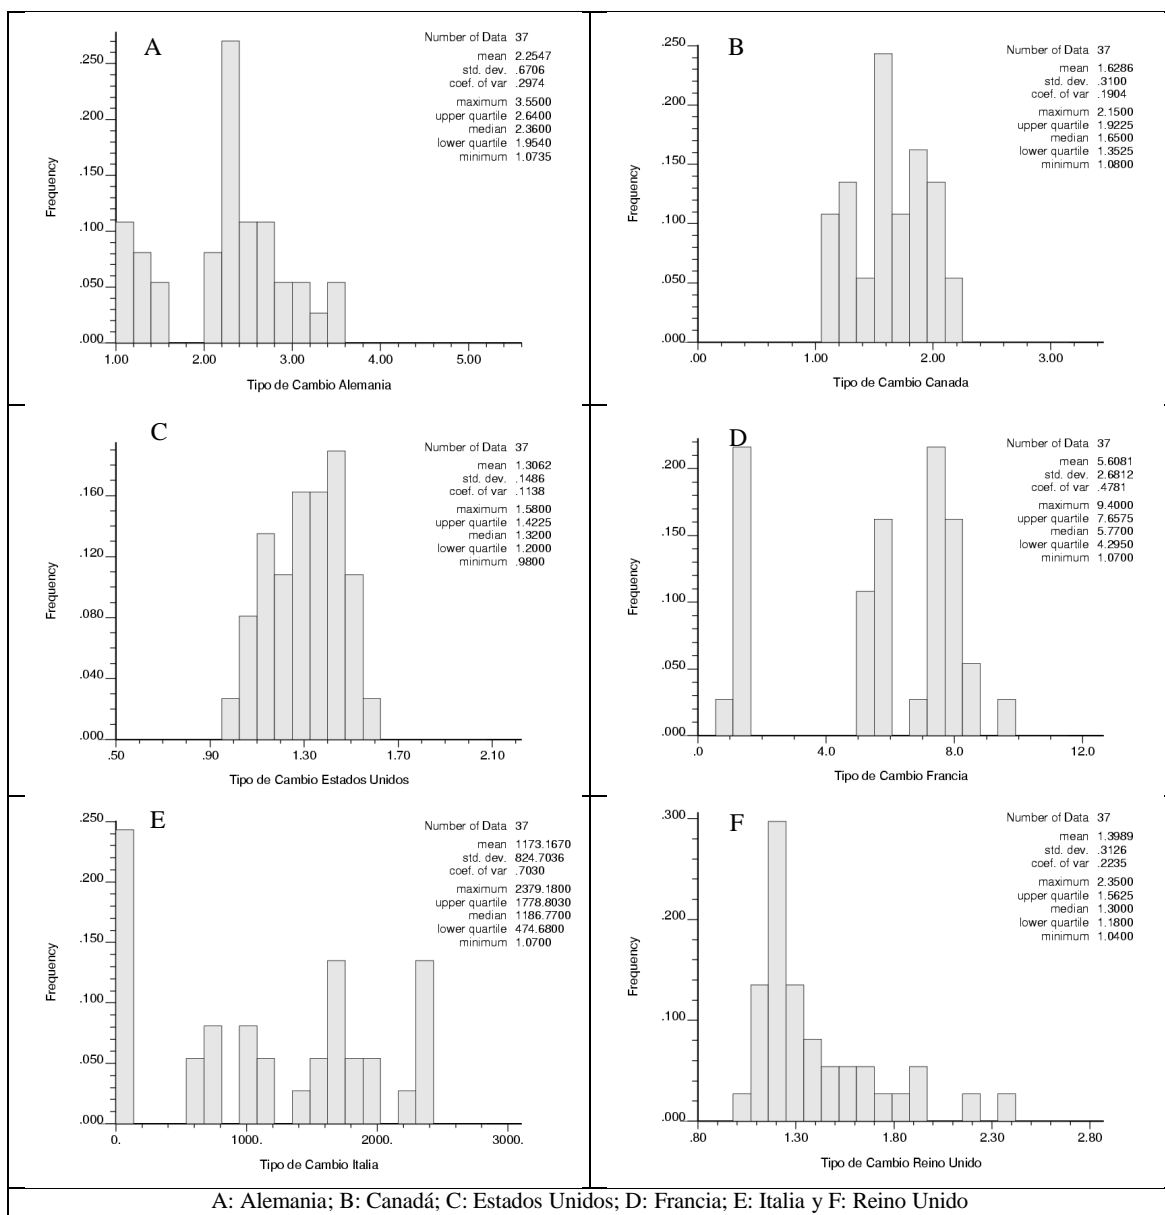 A
Number of Data 37
mean 2.2547
std. dev. .6706
coef. of var .2974
maximum 3.5500
upper quartile 2.6400
median 2.3600
lower quartile 1.9540
minimum 1.0735
Frequency
.250
.200
.150
.100
.050
.000
1.00 2.00 3.00 4.00 5.00
Tipo de Cambio Alemania
B
Number of Data 37
mean 1.6286
std. dev. .3100
coef. of var .1904
maximum 2.1500
upper quartile 1.9225
median 1.6500
lower quartile 1.3525
minimum 1.0800
Frequency
.250
.200
.150
.100
.050
.000
.00 1.00 2.00 3.00
Tipo de Cambio Canada
C
Number of Data 37
mean 1.3062
std. dev. .1486
coef. of var .1138
maximum 1.5800
upper quartile 1.4225
median 1.3200
lower quartile 1.2000
minimum .9800
Frequency
.160
.120
.080
.040
.000
.50 .90 1.30 1.70 2.10
Tipo de Cambio Estados Unidos
D
Number of Data 37
mean 5.6081
std. dev. 2.6812
coef. of var .4781
maximum 9.4000
upper quartile 7.6575
median 5.7700
lower quartile 4.2950
minimum 1.0700
Frequency
.200
.150
.100
.050
.000
.0 4.0 8.0 12.0
Tipo de Cambio Francia
E
Number of Data 37
mean 1173.1670
std. dev. 824.7036
coef. of var .7030
maximum 2379.1800
upper quartile 1778.8030
median 1186.7700
lower quartile 474.6800
minimum 1.0700
Frequency
.250
.200
.150
.100
.050
.000
0. 1000. 2000. 3000.
Tipo de Cambio Italia
F
Number of Data 37
mean 1.3989
std. dev. .3126
coef. of var .2235
maximum 2.3500
upper quartile 1.5625
median 1.3000
lower quartile 1.1800
minimum 1.0400
Frequency
.300
.200
.100
.000
.80 1.30 1.80 2.30 2.80
Tipo de Cambio Reino Unido
A: Alemania; B: Canadá; C: Estados Unidos; D: Francia; E: Italia y F: Reino Unido